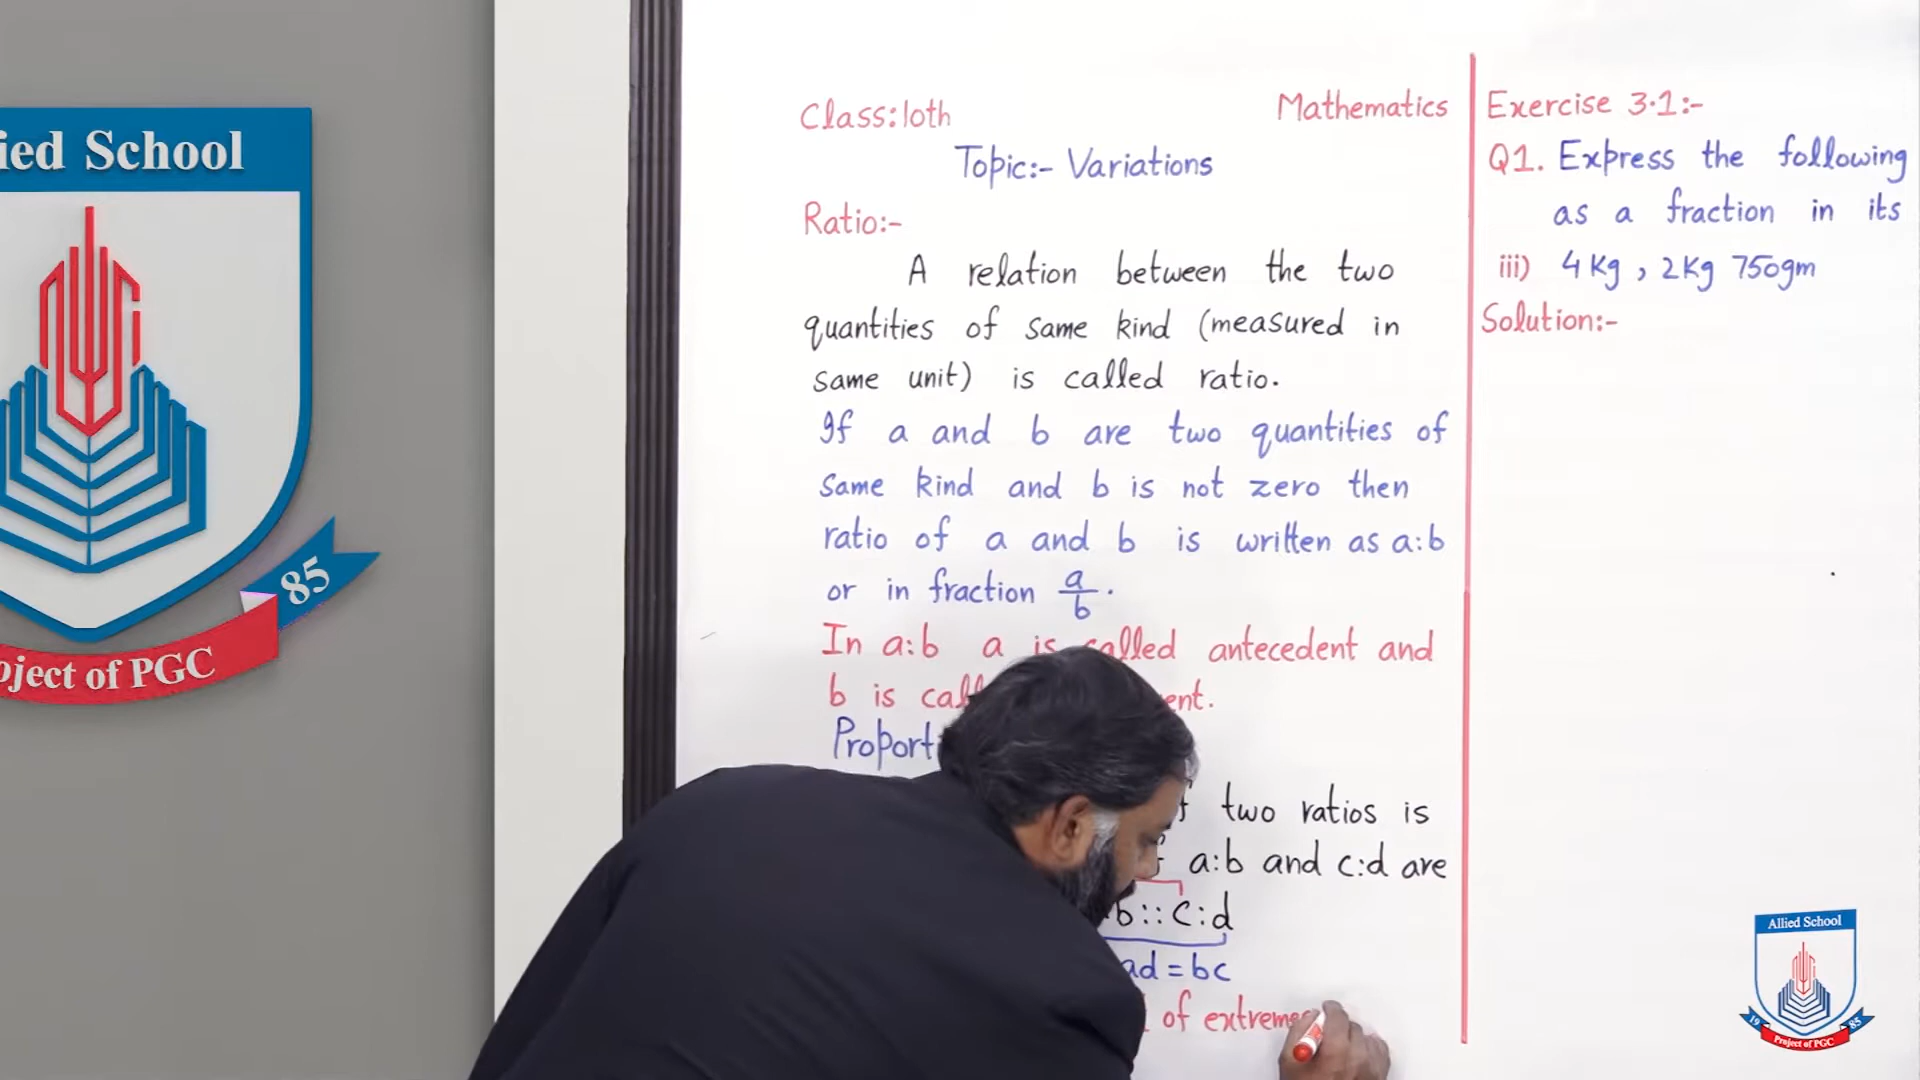 ied School
85
oject of PGC
Class:10th Mathematics
Topic:- Variations
Ratio:-
A relation between the two
quantities of same kind (measured in
same unit) is called ratio.
If a and b are two quantities of
same kind and b is not zero then
ratio of a and b is written as a:b
or in fraction a/b.
In a:b a is called antecedent and
b is
Proport
two ratios is
a:b and c:d are
b::c:d
ad=bc
of extremes
Exercise 3.1:-
Q1. Express the following
as a fraction in its
iii) 4Kg, 2Kg 750gm
Solution:-
Allied School
19 85
Project of PGC